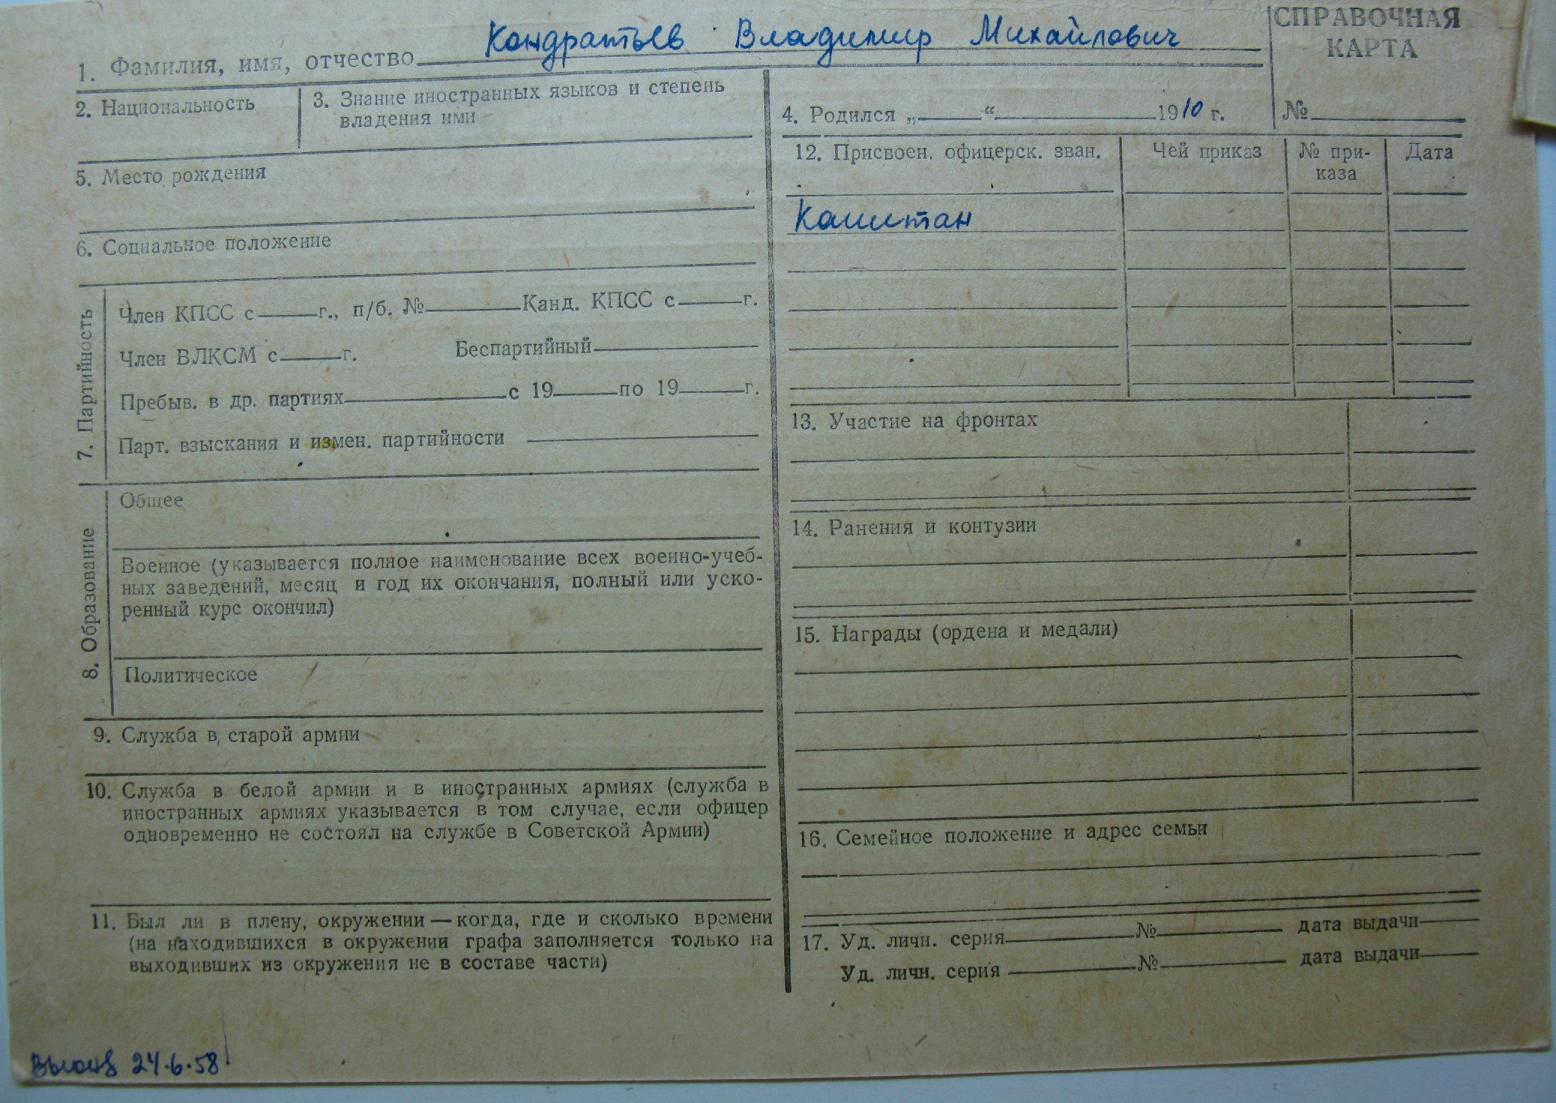 1. Фамилия, имя, отчество Кондратьев Владимир Михайлович
СПРАВОЧНАЯ
КАРТА
№
2. Национальность
3. Знание иностранных языков и степень
владения ими
4. Родился „ “ 1910 г.
5. Место рождения
6. Социальное положение
7. Партийность
Член КПСС с г., п/б. № Канд. КПСС с г.
Член ВЛКСМ с г. Беспартийный
Пребыв. в др. партиях с 19 по 19 г.
Парт. взыскания и измен. партийности
8. Образование
Общее
Военное (указывается полное наименование всех военно-учеб-
ных заведений, месяц и год их окончания, полный или уско-
ренный курс окончил)
Политическое
9. Служба в старой армии
10. Служба в белой армии и в иностранных армиях (служба в
иностранных армиях указывается в том случае, если офицер
одновременно не состоял на службе в Советской Армии)
11. Был ли в плену, окружении — когда, где и сколько времени
(на находившихся в окружении графа заполняется только на
выходивших из окружения не в составе части)
12. Присвоен. офицерск. зван. Чей приказ № при- Дата
каза
Капитан
13. Участие на фронтах
14. Ранения и контузии
15. Награды (ордена и медали)
16. Семейное положение и адрес семьи
17. Уд. личн. серия № дата выдачи
Уд. личн. серия № дата выдачи
24.6.58